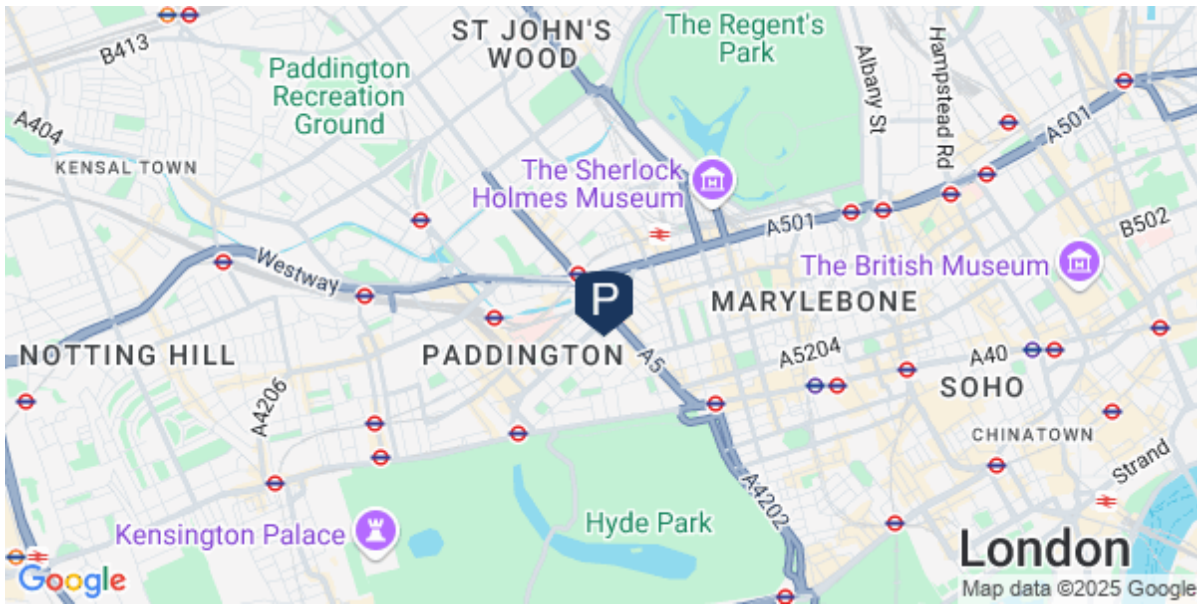 B413
ST JOHN'S
WOOD
The Regent's
Park
Paddington
Recreation
Ground
Albany St
Hampstead Rd
A404
A501
KENSAL TOWN
The Sherlock
Holmes Museum
A501
B502
Westway
The British Museum
P
MARYLEBONE
NOTTING HILL
PADDINGTON
A5
A5204
A40
SOHO
A4206
CHINATOWN
Strand
A4202
Kensington Palace
Hyde Park
London
Google
Map data ©2025 Google